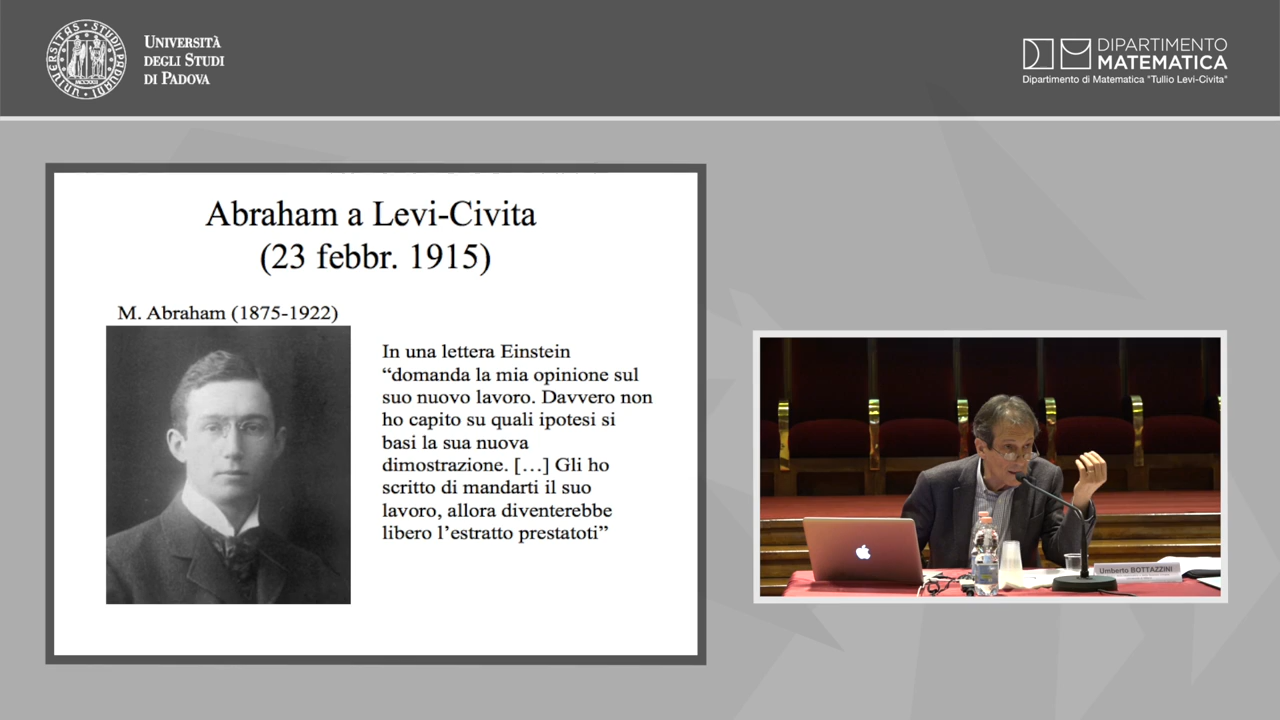 UNIVERSITÀ
DEGLI STUDI
DI PADOVA
DIPARTIMENTO
MATEMATICA
Dipartimento di Matematica "Tullio Levi-Civita"
Abraham a Levi-Civita
(23 febbr. 1915)
M. Abraham (1875-1922)
In una lettera Einstein
“domanda la mia opinione sul
suo nuovo lavoro. Davvero non
ho capito su quali ipotesi si
basi la sua nuova
dimostrazione. […] Gli ho
scritto di mandarti il suo
lavoro, allora diventerebbe
libero l’estratto prestatoti”
Umberto BOTTAZZINI